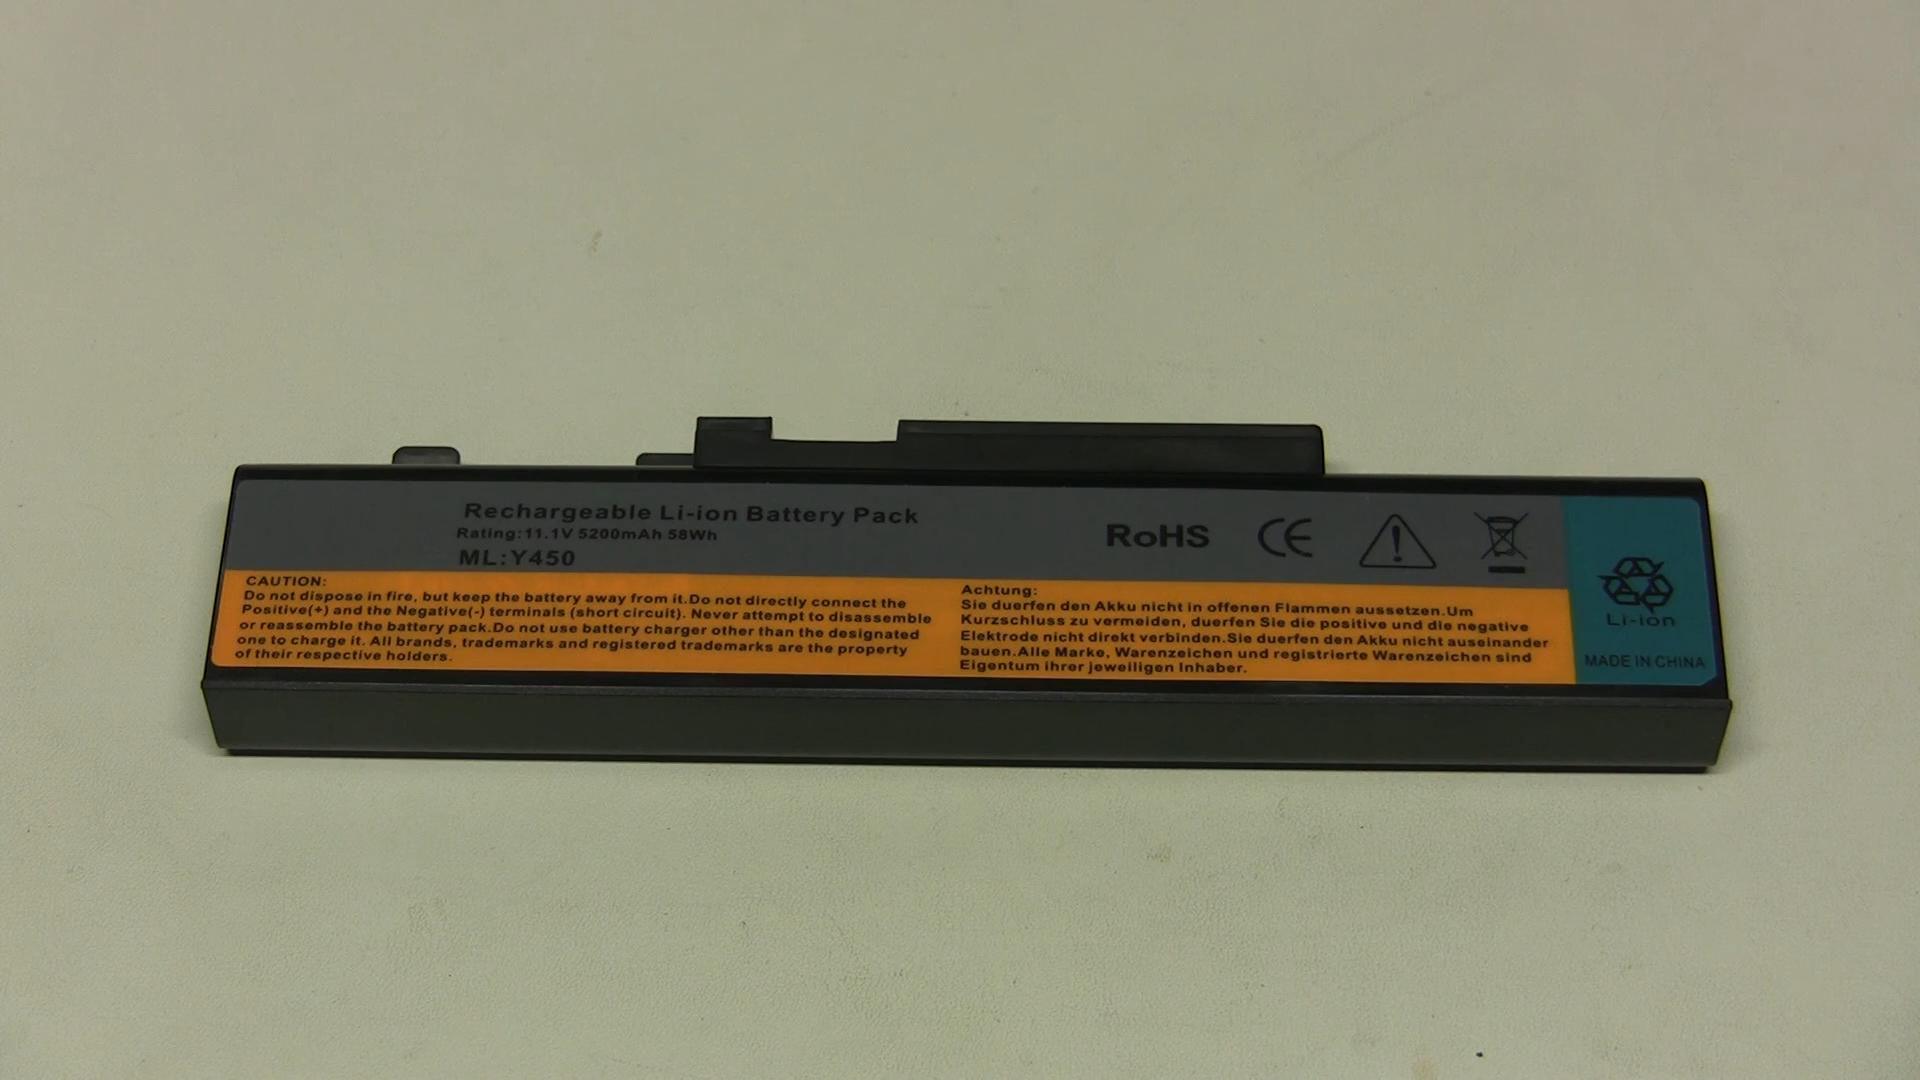 Rechargeable Li-ion Battery Pack
Rating:11.1V 5200mAh 58Wh
ML:Y450
RoHS
CE
CAUTION:
Do not dispose in fire, but keep the battery away from it.Do not directly connect the
Positive(+) and the Negative(-) terminals (short circuit). Never attempt to disassemble
or reassemble the battery pack.Do not use battery charger other than the designated
one to charge it. All brands, trademarks and registered trademarks are the property
of their respective holders.
Achtung:
Sie duerfen den Akku nicht in offenen Flammen aussetzen.Um
Kurzschluss zu vermeiden, duerfen Sie die positive und die negative
Elektrode nicht direkt verbinden.Sie duerfen den Akku nicht auseinander
bauen.Alle Marke, Warenzeichen und registrierte Warenzeichen sind
Eigentum ihrer jeweiligen Inhaber.
Li-ion
MADE IN CHINA